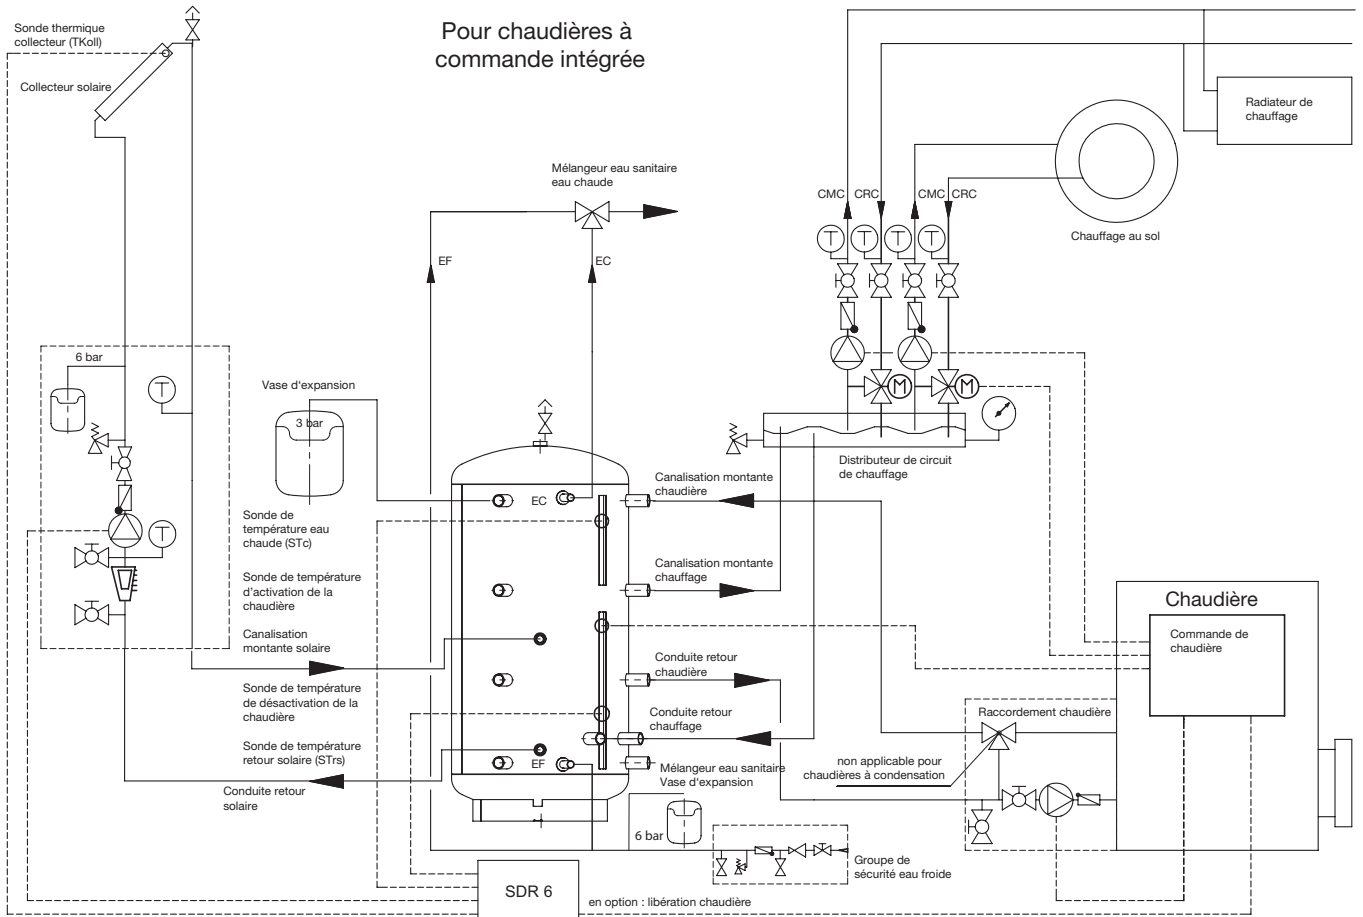 Pour chaudières à
commande intégrée
Sonde thermique
collecteur (TKoll)
Collecteur solaire
Radiateur de
chauffage
Mélangeur eau sanitaire
eau chaude
CMC
CRC
CMC
CRC
Chauffage au sol
T
T
T
T
EF
EC
6 bar
T
Vase d'expansion
3 bar
M
M
Distributeur de circuit
de chauffage
Canalisation montante
chaudière
EC
Sonde de
température eau
chaude (STc)
T
Canalisation montante
chauffage
Sonde de température
d'activation de la
chaudière
Chaudière
Commande de
chaudière
Canalisation
montante solaire
Conduite retour
chaudière
Sonde de température
de désactivation de la
chaudière
Conduite retour
chauffage
Raccordement chaudière
Sonde de température
retour solaire (STrs)
EF
Mélangeur eau sanitaire
Vase d'expansion
non applicable pour
chaudières à condensation
Conduite retour
solaire
6 bar
Groupe de
sécurité eau froide
SDR 6
en option : libération chaudière